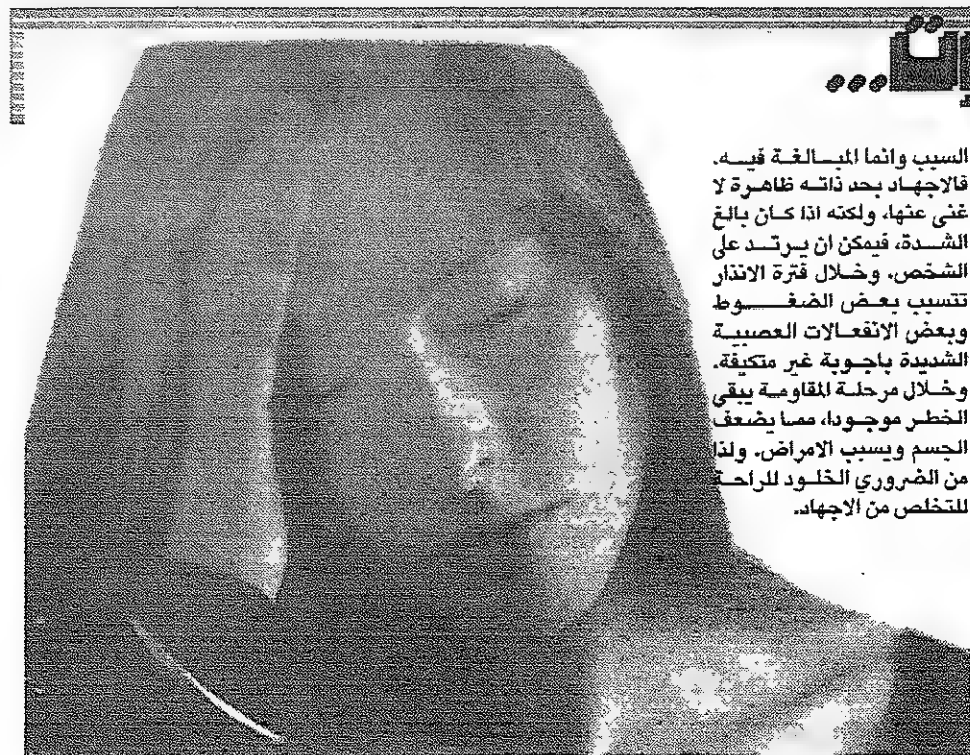 ات...
السبب وانما المبالغة فيه.
فالاجهاد بحد ذاته ظاهرة لا
غنى عنها، ولكنه اذا كان بالغ
الشدة، فيمكن ان يرتد على
الشخص. وخلال فترة الانذار
تتسبب بعض الضغوط
وبعض الانفعالات العصبية
الشديدة باجوبة غير متكيفة.
وخلال مرحلة المقاومة يبقى
الخطر موجودا، مما يضعف
الجسم ويسبب الامراض. ولذا
من الضروري الخلود للراحة
للتخلص من الاجهاد.